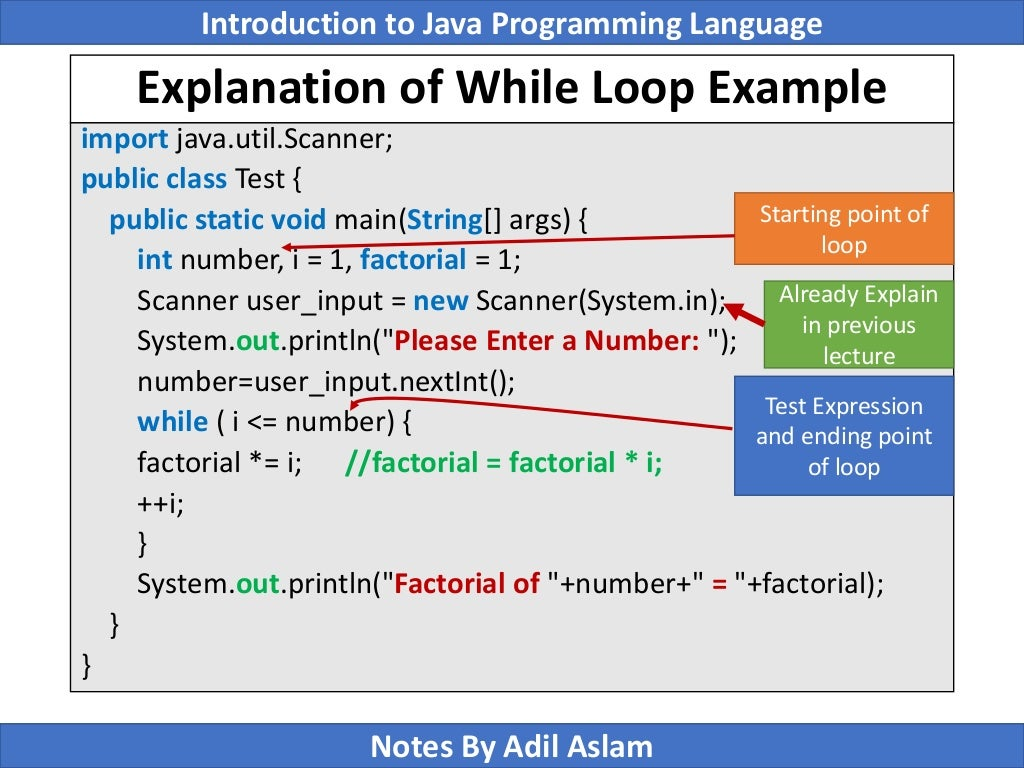 Introduction to Java Programming Language
Explanation of While Loop Example
import java.util.Scanner;
public class Test {
public static void main(String[] args) {
int number, i = 1, factorial = 1;
Scanner user_input = new Scanner(System.in);
System.out.println("Please Enter a Number: ");
number=user_input.nextInt();
while ( i <= number) {
factorial *= i; //factorial = factorial * i;
++i;
}
System.out.println("Factorial of "+number+" = "+factorial);
}
}
Starting point of
loop
Already Explain
in previous
lecture
Test Expression
and ending point
of loop
Notes By Adil Aslam